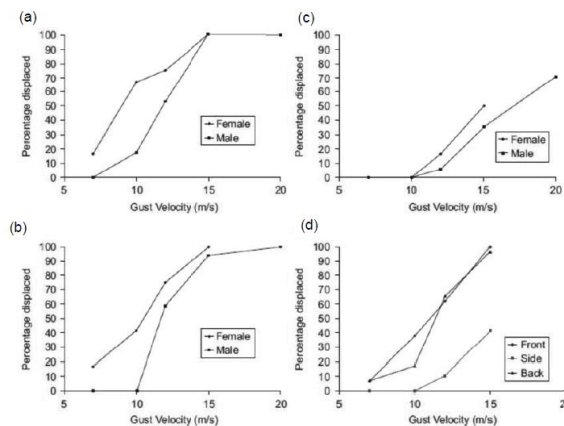 (a)
100
90
80
70
60
50
40
30
20
10
0
Percentage displaced
Female
Male
5 10 15 20
Gust Velocity (m/s)
(c)
100
90
80
70
60
50
40
30
20
10
0
Percentage displaced
Female
Male
5 10 15 20
Gust Velocity (m/s)
(b)
100
90
80
70
60
50
40
30
20
10
0
Percentage displaced
Female
Male
5 10 15 20
Gust Velocity (m/s)
(d)
100
90
80
70
60
50
40
30
20
10
0
Percentage displaced
Front
Side
Back
5 10 15 20
Gust Velocity (m/s)